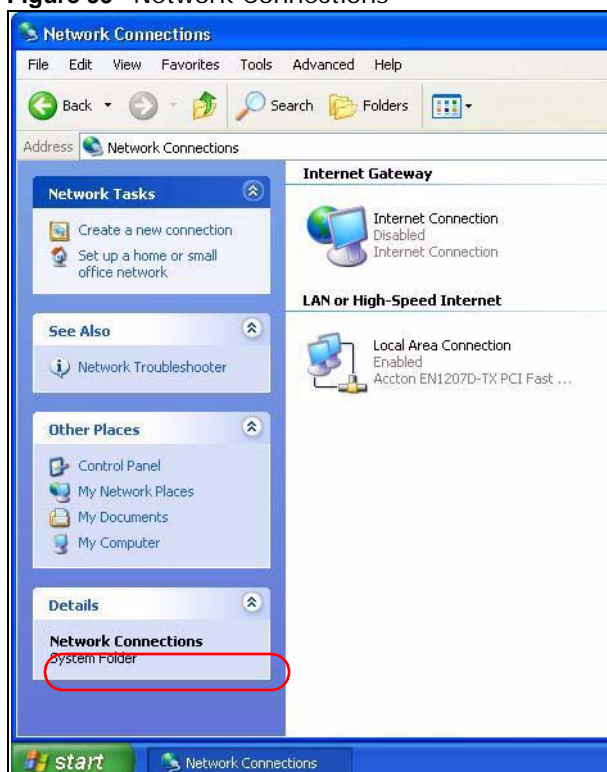 Network Connections
Network Connections
File Edit View Favorites Tools Advanced Help
Back Search Folders
Address Network Connections
Network Tasks
Create a new connection
Set up a home or small
office network
See Also
Network Troubleshooter
Other Places
Control Panel
My Network Places
My Documents
My Computer
Details
Network Connections
System Folder
Internet Gateway
Internet Connection
Disabled
Internet Connection
LAN or High-Speed Internet
Local Area Connection
Enabled
Accton EN1207D-TX PCI Fast ...
start Network Connections